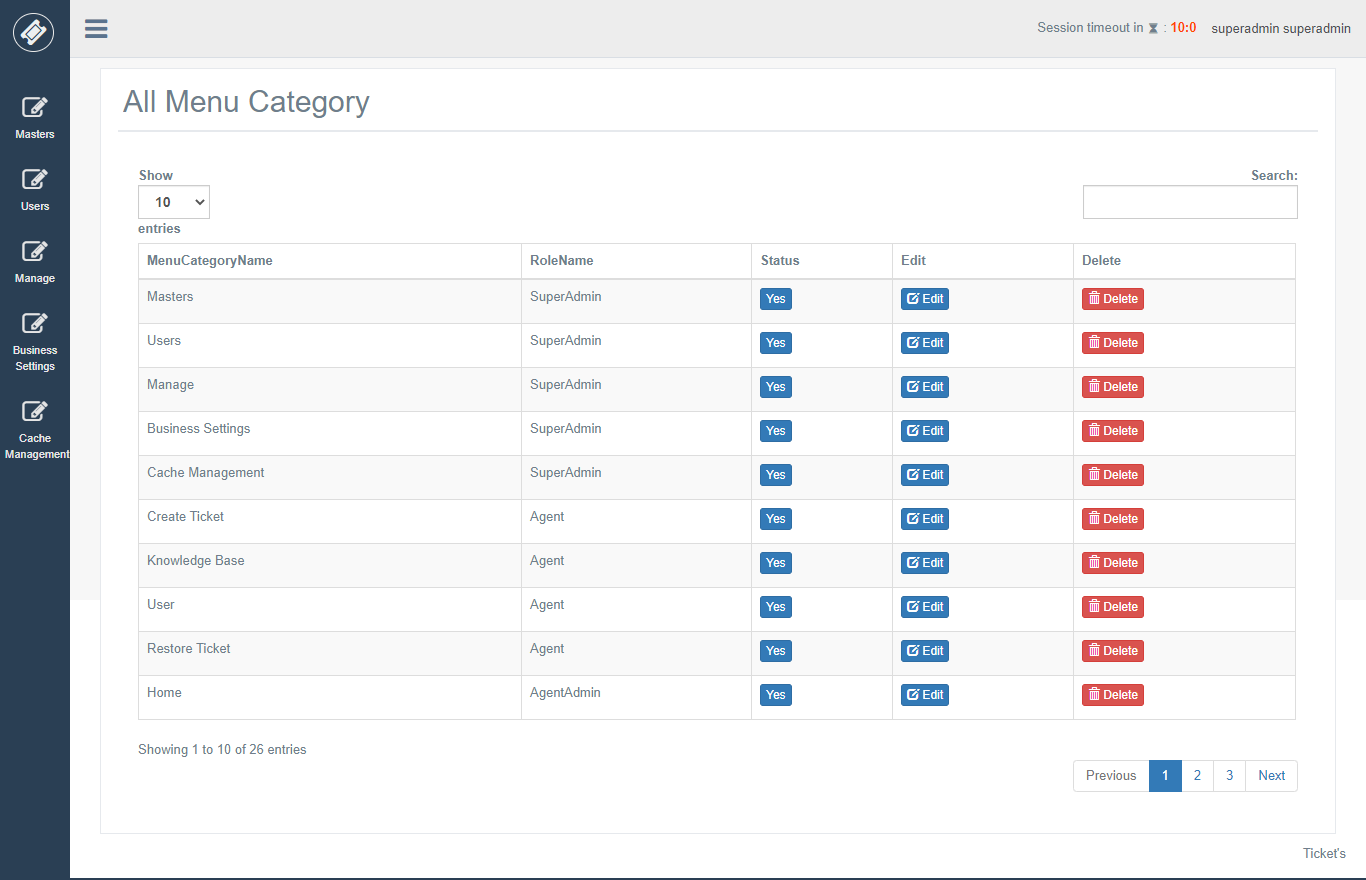 Session timeout in : 10:0 superadmin superadmin
Masters
Users
Manage
Business
Settings
Cache
Management
All Menu Category
Show
10
entries
Search:
MenuCategoryName RoleName Status Edit Delete
Masters SuperAdmin Yes Edit Delete
Users SuperAdmin Yes Edit Delete
Manage SuperAdmin Yes Edit Delete
Business Settings SuperAdmin Yes Edit Delete
Cache Management SuperAdmin Yes Edit Delete
Create Ticket Agent Yes Edit Delete
Knowledge Base Agent Yes Edit Delete
User Agent Yes Edit Delete
Restore Ticket Agent Yes Edit Delete
Home AgentAdmin Yes Edit Delete
Showing 1 to 10 of 26 entries
Previous 1 2 3 Next
Ticket's